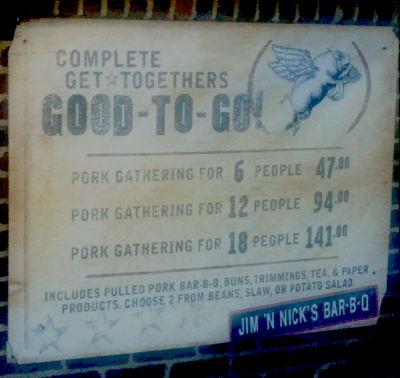 COMPLETE
GET☆TOGETHERS
GOOD-TO-GO!
PORK GATHERING FOR 6 PEOPLE 47.00
PORK GATHERING FOR 12 PEOPLE 94.00
PORK GATHERING FOR 18 PEOPLE 141.00
INCLUDES PULLED PORK BAR-B-Q, BUNS, TRIMMINGS, TEA, & PAPER
PRODUCTS. CHOOSE 2 FROM BEANS, SLAW, OR POTATO SALAD.
JIM 'N NICK'S BAR-B-Q